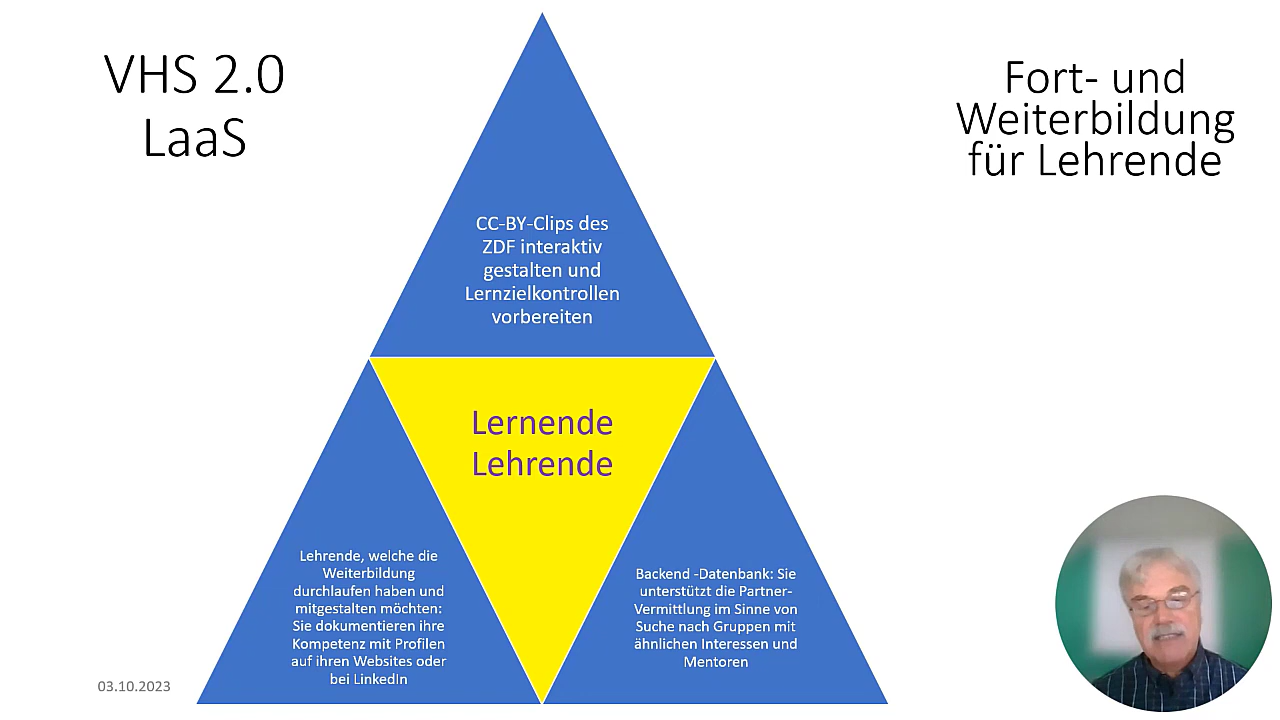 VHS 2.0
LaaS
Fort- und
Weiterbildung
für Lehrende
CC-BY-Clips des
ZDF interaktiv
gestalten und
Lernzielkontrollen
vorbereiten
Lernende
Lehrende
Lehrende, welche die
Weiterbildung
durchlaufen haben und
mitgestalten möchten:
Sie dokumentieren ihre
Kompetenz mit Profilen
auf ihren Websites oder
bei LinkedIn
Backend -Datenbank: Sie
unterstützt die Partner-
Vermittlung im Sinne von
Suche nach Gruppen mit
ähnlichen Interessen und
Mentoren
03.10.2023